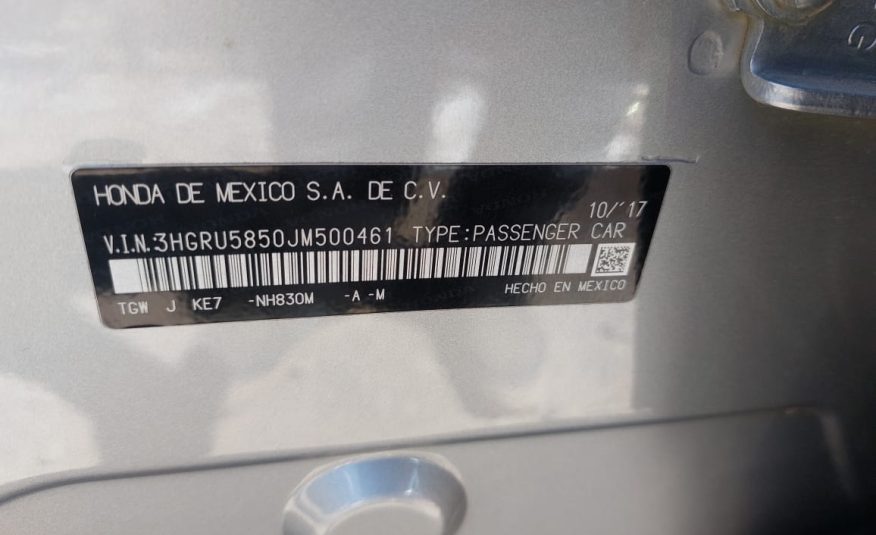 HONDA DE MEXICO S.A. DE C.V.
10/'17
V.I.N.3HGRU5850JM500461 TYPE:PASSENGER CAR
TGW J KE7 -NH830M -A -M
HECHO EN MEXICO